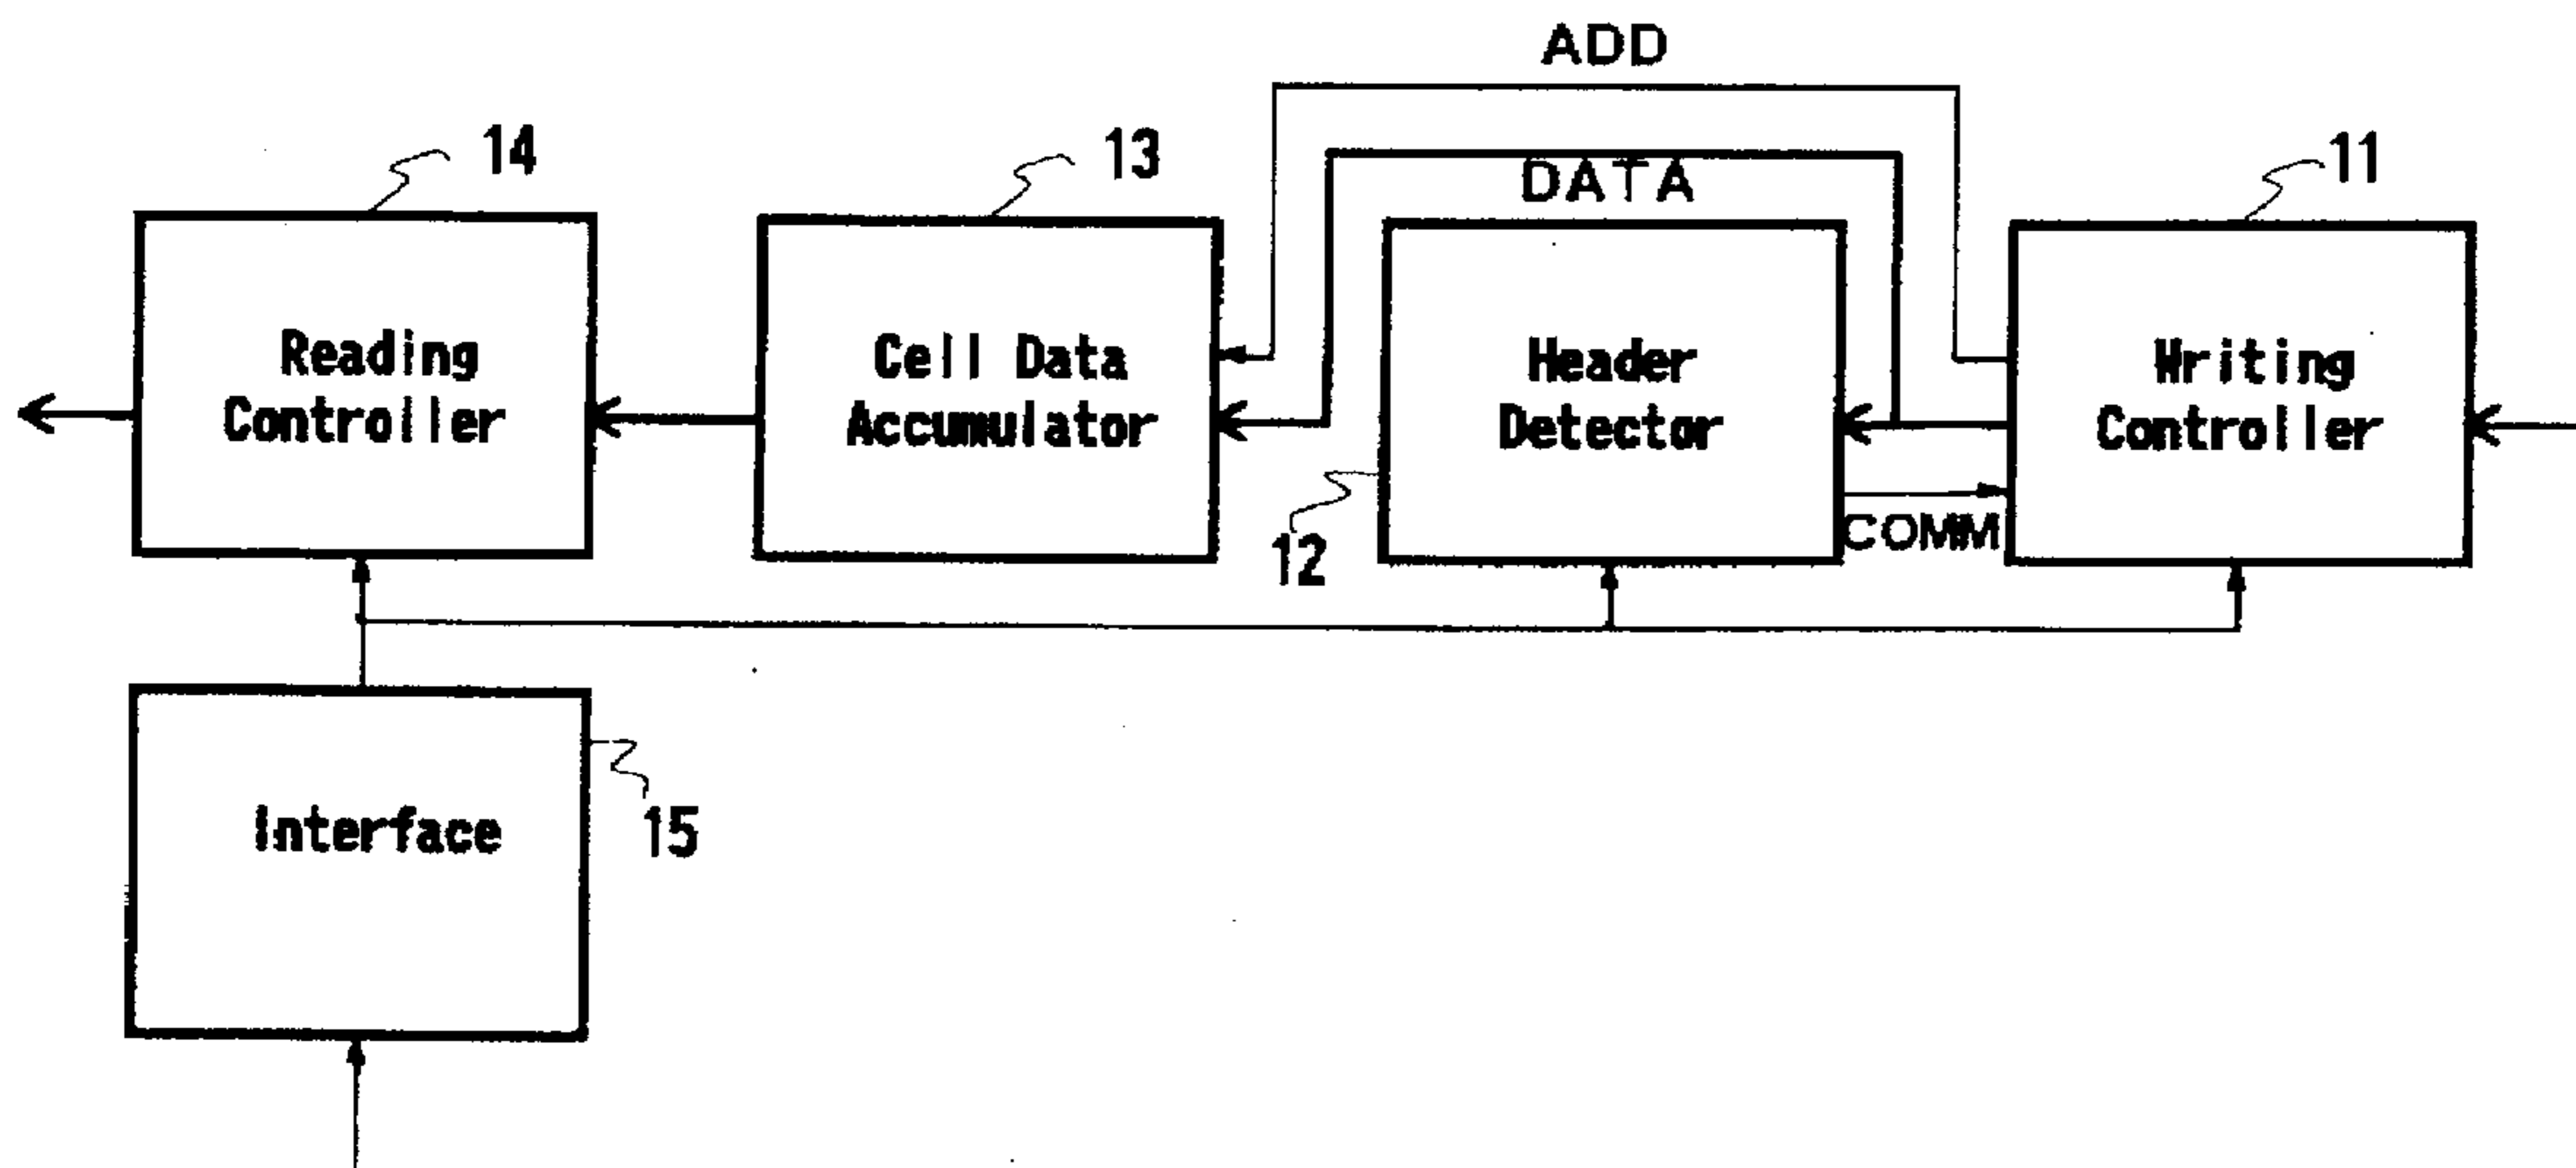 ADD
14
13
11
DATA
Reading
Controller
Cell Data
Accumulator
Header
Detector
Writing
Controller
12
COMM
Interface
15